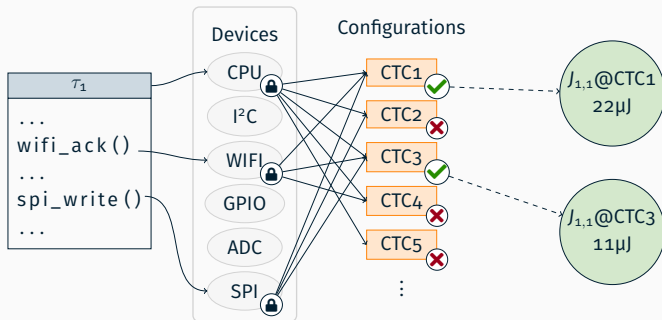 Devices
Configurations
τ₁
...
wifi_ack()
...
spi_write()
...
CPU
I²C
WIFI
GPIO
ADC
SPI
CTC1
CTC2
CTC3
CTC4
CTC5
⋮
J₁,₁@CTC1
22µJ
J₁,₁@CTC3
11µJ